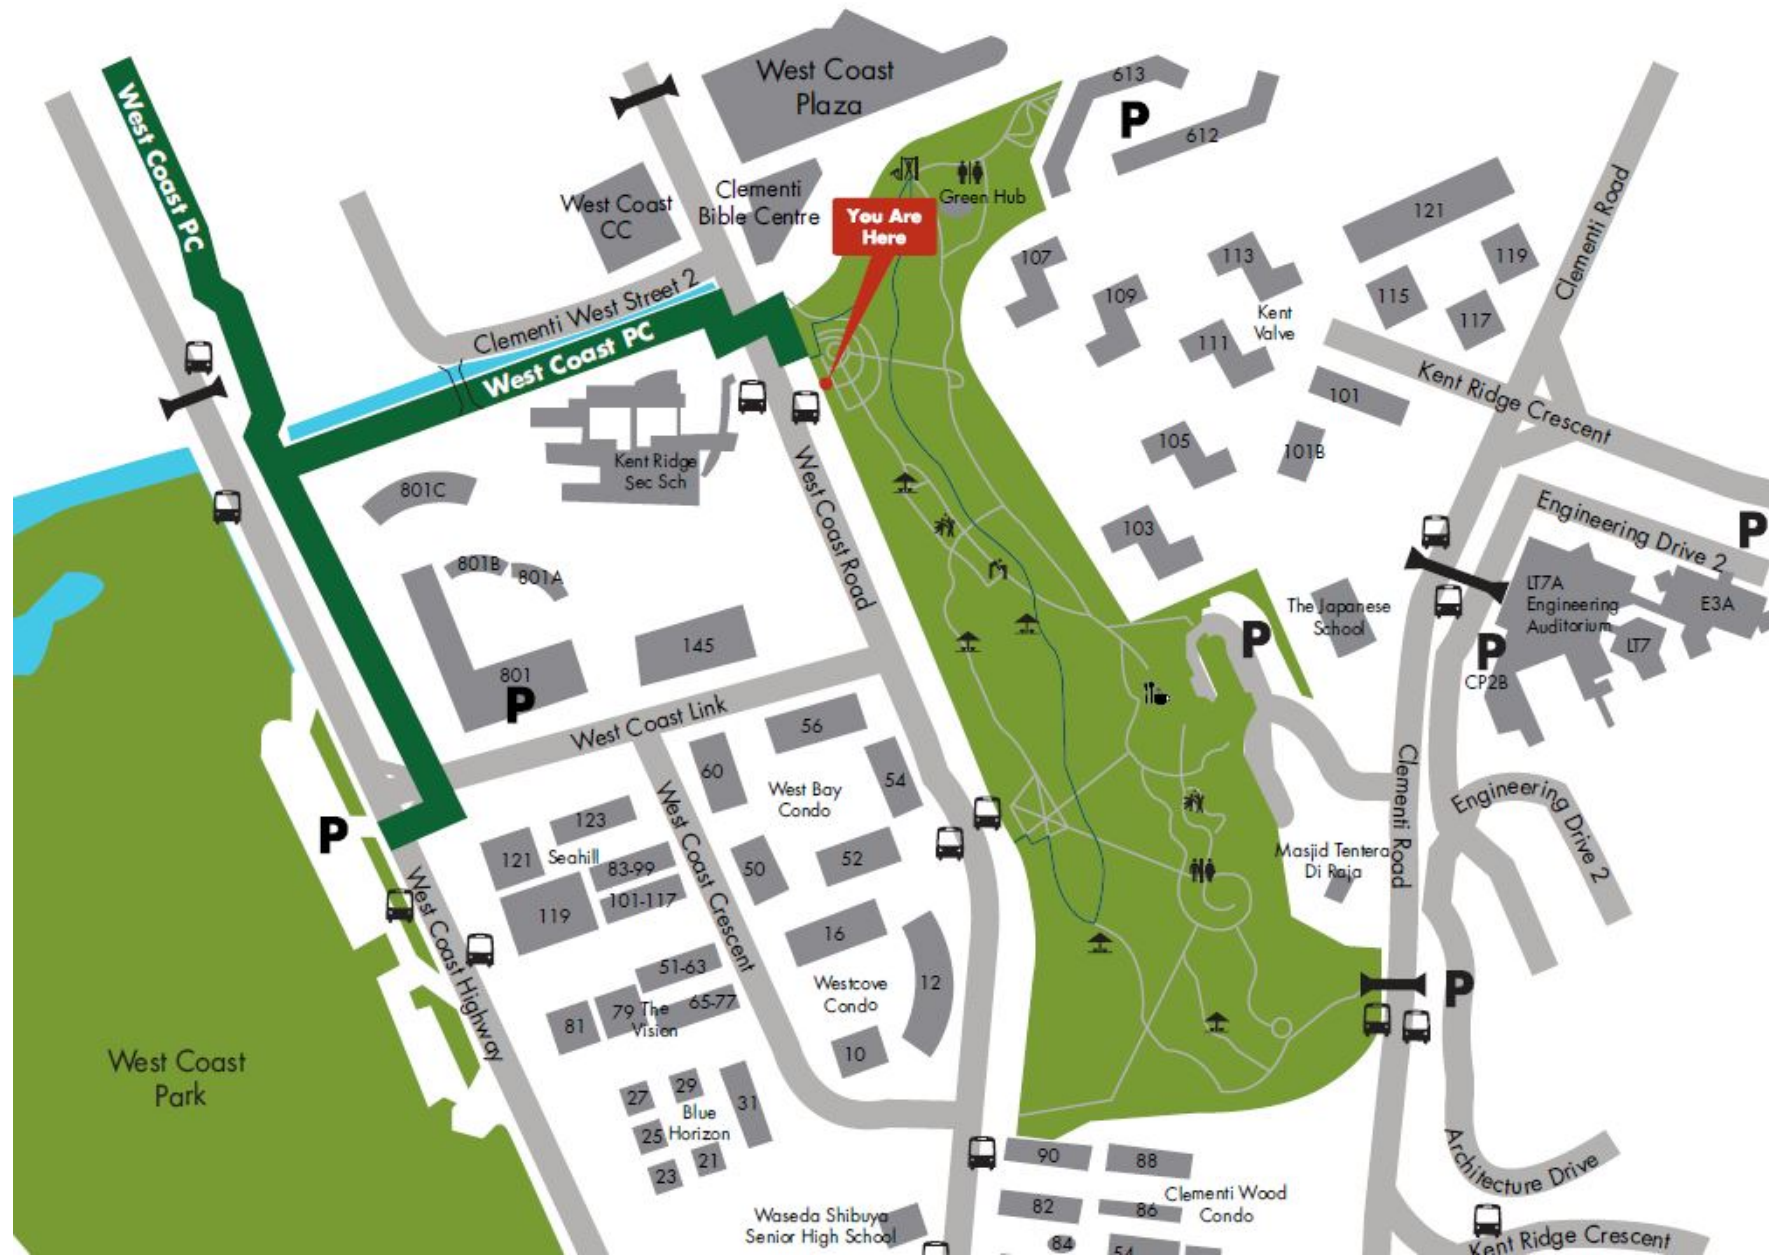 West Coast
Plaza
613
P
612
West Coast PC
West Coast
CC
Clementi
Bible Centre
Green Hub
You Are
Here
Clementi Road
121
119
115
117
107
109
113
Kent
Valve
111
101
Kent Ridge Crescent
105
101B
103
Clementi West Street 2
West Coast PC
Kent Ridge
Sec Sch
801C
801B
801A
West Coast Road
145
801
P
West Coast Link
Engineering Drive 2
P
LT7A
Engineering
Auditorium
E3A
LT7
P
CP2B
The Japanese
School
P
56
60
54
West Bay
Condo
50
52
West Coast Crescent
123
121
Seahill
83-99
101-117
119
P
West Coast Highway
16
12
Westcove
Condo
10
51-63
65-77
79
The
Vision
81
Clementi Road
Engineering Drive 2
Masjid Tentera
Di Raja
P
West Coast
Park
27
29
31
Blue
Horizon
25
21
23
90
88
82
86
Clementi Wood
Condo
84
54
Waseda Shibuya
Senior High School
Architecture Drive
Kent Ridge Crescent